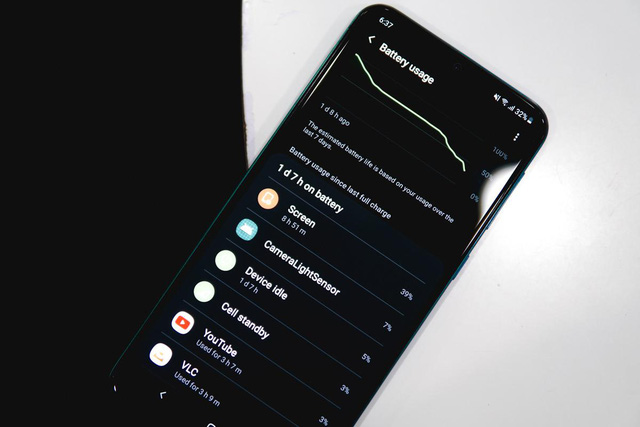 6:37
32%
Battery usage
100%
50%
0%
1 d 8 h ago
The estimated battery life is based on your usage over the
last 7 days.
Battery usage since last full charge
1 d 7 h on battery
Screen
8 h 51 m
39%
CameraLightSensor
7%
Device idle
1 d 7 h
5%
Cell standby
3%
YouTube
Used for 3 h 7 m
3%
VLC
Used for 3 h 9 m